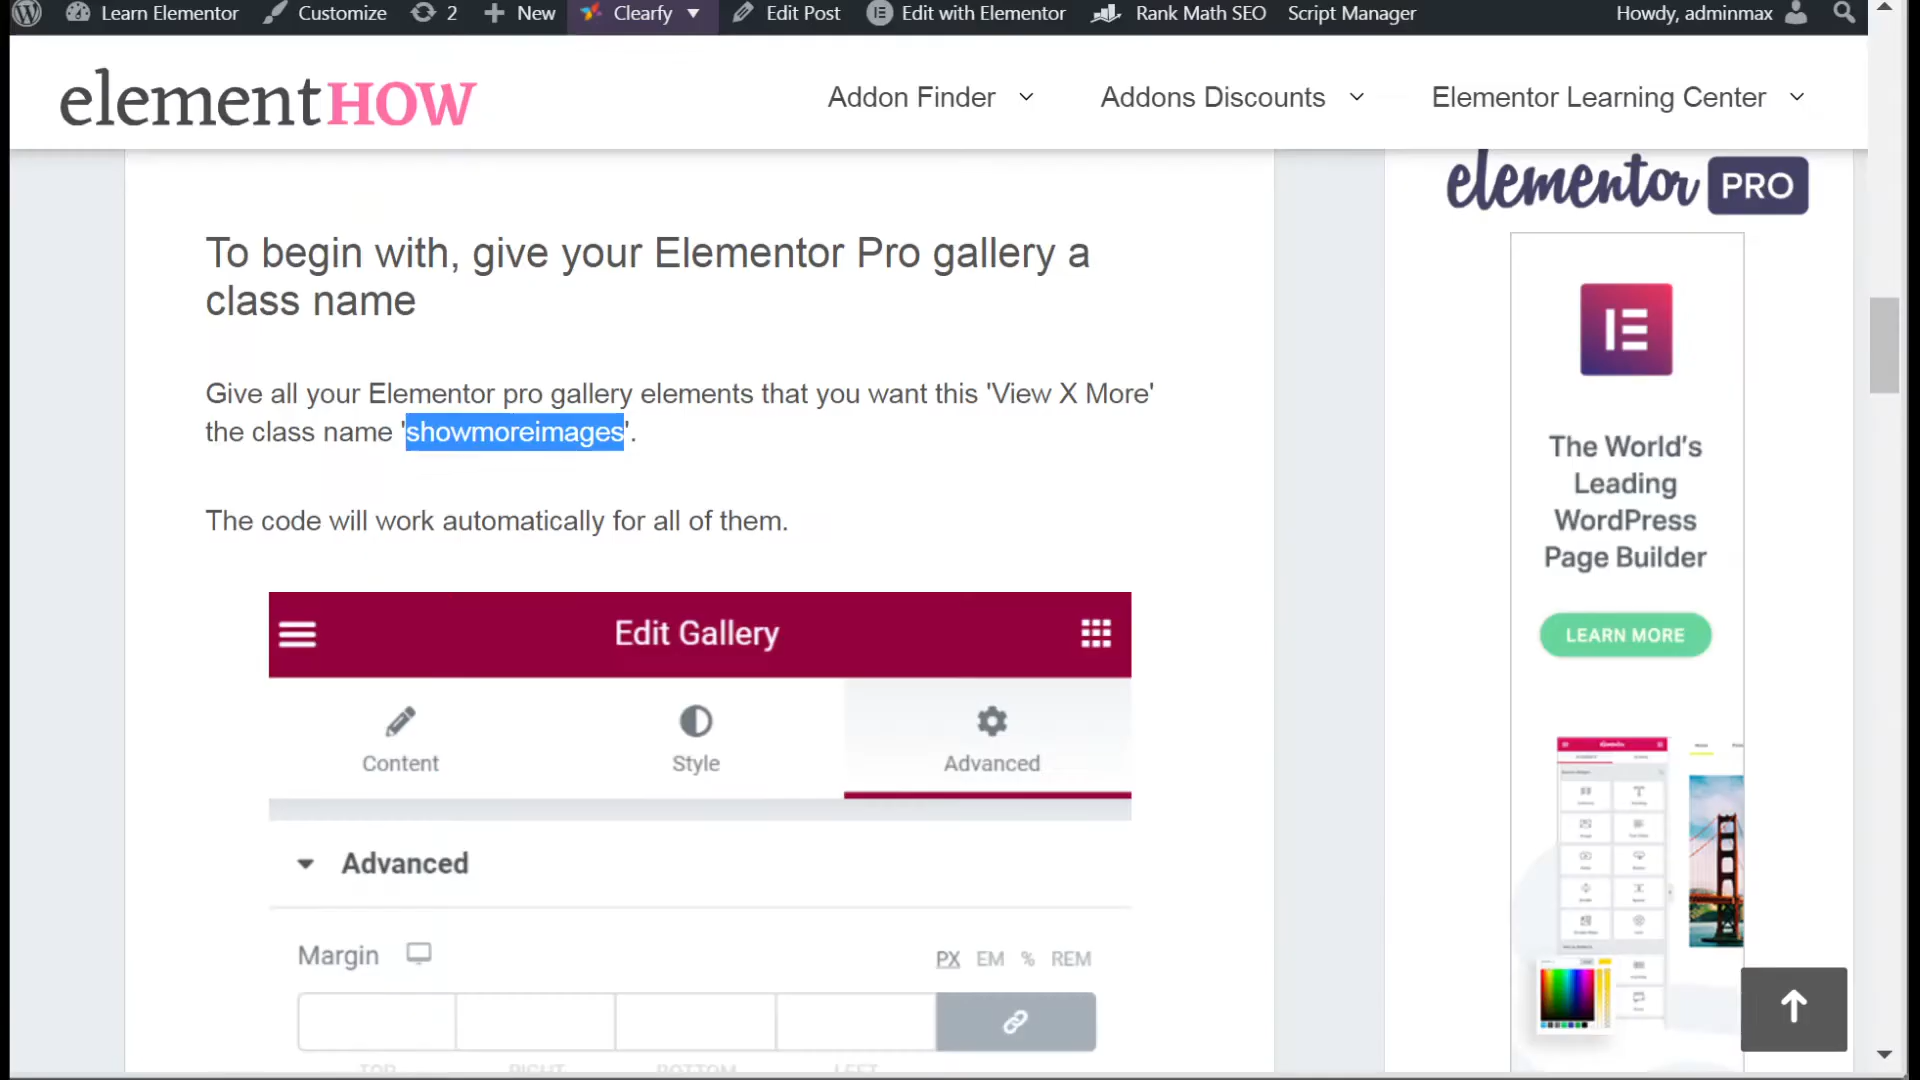 Learn Elementor Customize 2 New Clearfy Edit Post Edit with Elementor Rank Math SEO Script Manager Howdy, adminmax
elementHOW
Addon Finder Addons Discounts Elementor Learning Center
elementor PRO
To begin with, give your Elementor Pro gallery a
class name
Give all your Elementor pro gallery elements that you want this 'View X More'
the class name 'showmoreimages'.
The code will work automatically for all of them.
Edit Gallery
Content Style Advanced
Advanced
Margin PX EM % REM
TOP RIGHT BOTTOM LEFT
The World's
Leading
WordPress
Page Builder
LEARN MORE